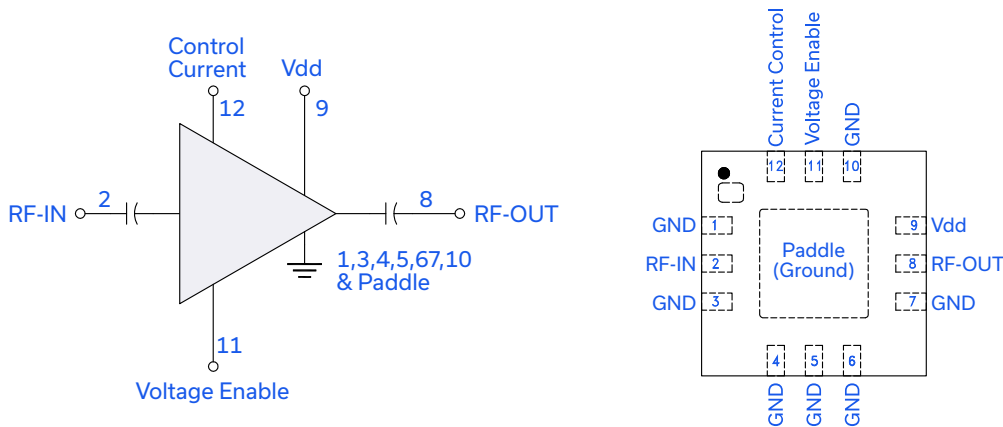 Control
Current
Vdd
12
9
RF-IN
2
8
RF-OUT
1,3,4,5,67,10
& Paddle
11
Voltage Enable
Current Control
Voltage Enable
GND
12
11
10
GND
1
9
Vdd
Paddle
(Ground)
RF-IN
2
8
RF-OUT
GND
3
7
GND
4
5
6
GND
GND
GND